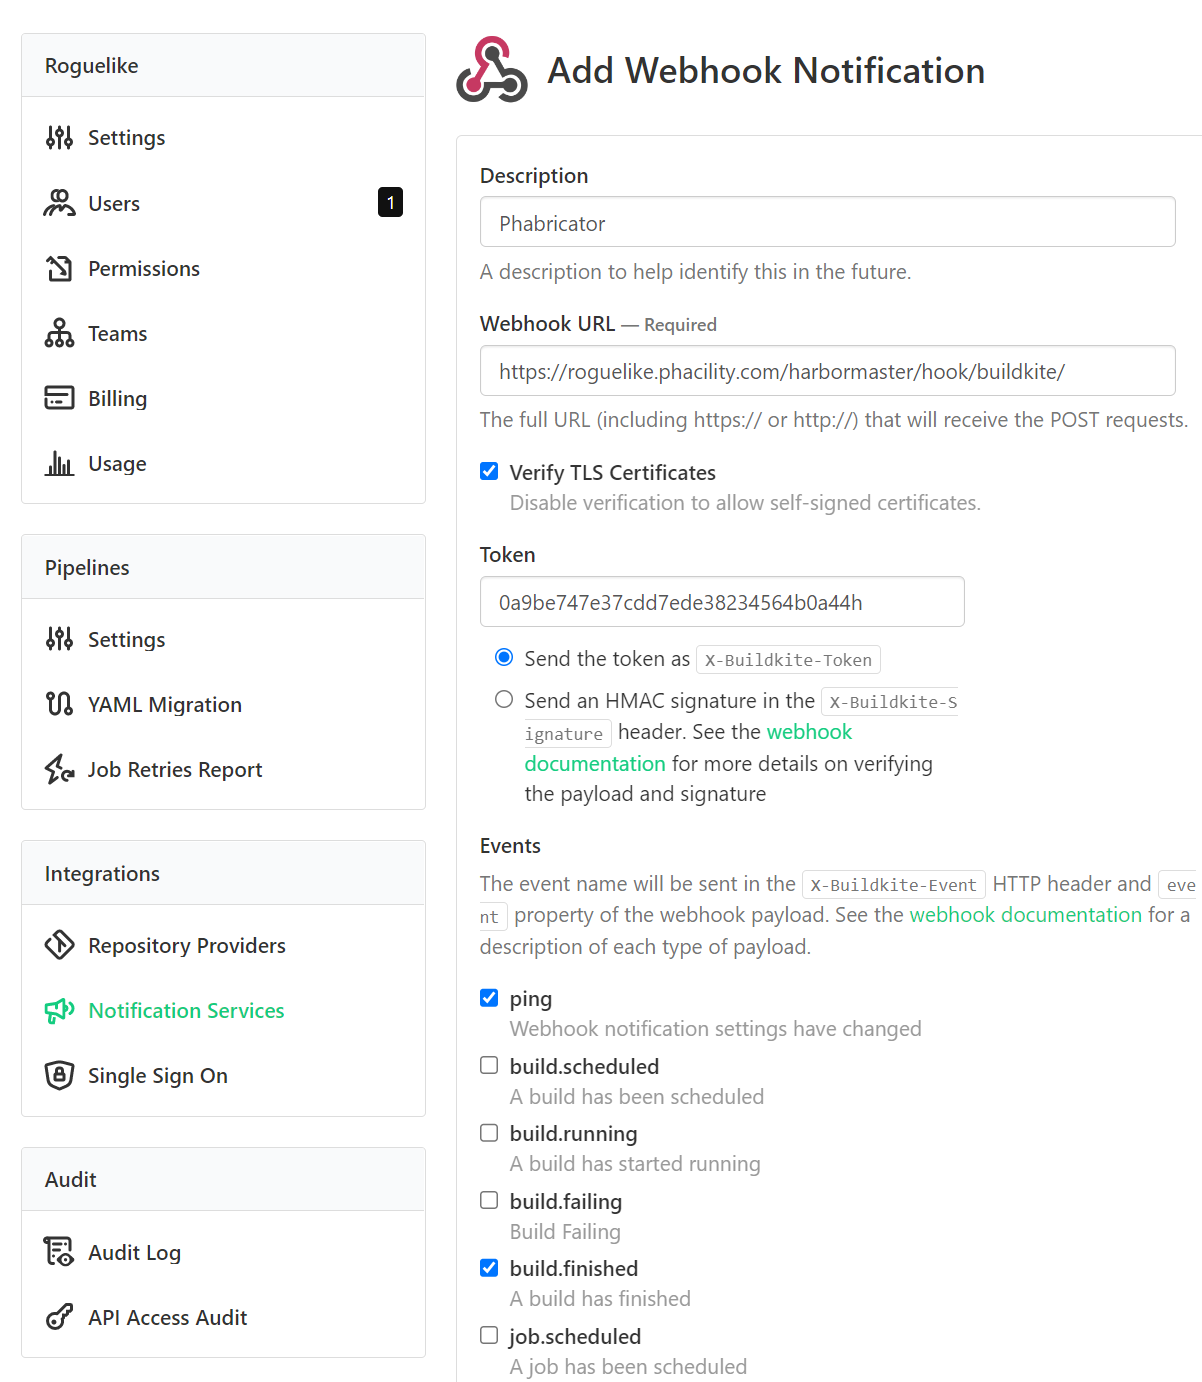 Roguelike
Settings
Users
1
Permissions
Teams
Billing
Usage
Pipelines
Settings
YAML Migration
Job Retries Report
Integrations
Repository Providers
Notification Services
Single Sign On
Audit
Audit Log
API Access Audit
Add Webhook Notification
Description
Phabricator
A description to help identify this in the future.
Webhook URL — Required
https://roguelike.phacility.com/harbormaster/hook/buildkite/
The full URL (including https:// or http://) that will receive the POST requests.
Verify TLS Certificates
Disable verification to allow self-signed certificates.
Token
0a9be747e37cdd7ede38234564b0a44h
Send the token as X-Buildkite-Token
Send an HMAC signature in the X-Buildkite-S
ignature header. See the webhook
documentation for more details on verifying
the payload and signature
Events
The event name will be sent in the X-Buildkite-Event HTTP header and eve
nt property of the webhook payload. See the webhook documentation for a
description of each type of payload.
ping
Webhook notification settings have changed
build.scheduled
A build has been scheduled
build.running
A build has started running
build.failing
Build Failing
build.finished
A build has finished
job.scheduled
A job has been scheduled